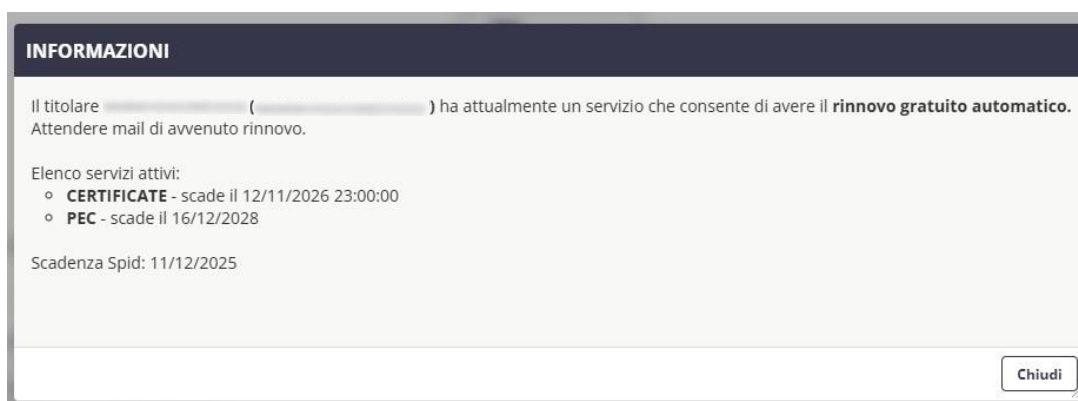 INFORMAZIONI
Il titolare ( ) ha attualmente un servizio che consente di avere il rinnovo gratuito automatico.
Attendere mail di avvenuto rinnovo.
Elenco servizi attivi:
CERTIFICATE - scade il 12/11/2026 23:00:00
PEC - scade il 16/12/2028
Scadenza Spid: 11/12/2025
Chiudi